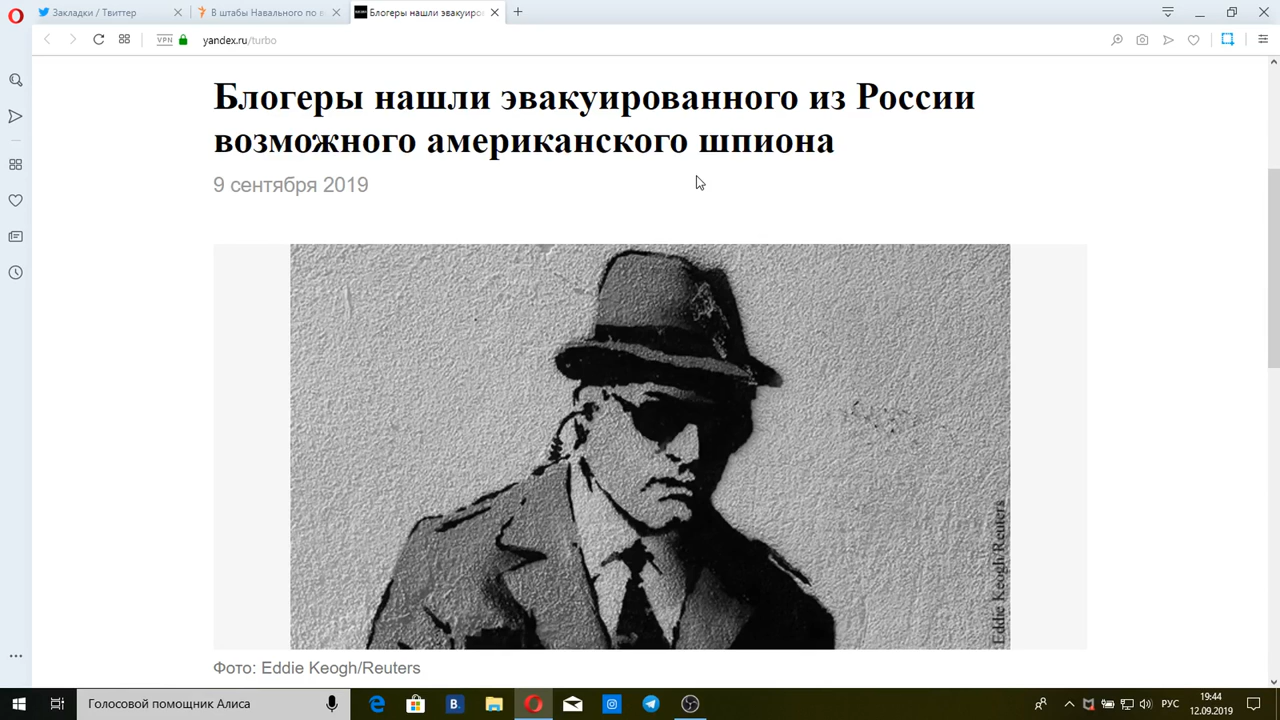 Закладки / Твиттер
В штабы Навального по в
Блогеры нашли эвакуиро
VPN
yandex.ru/turbo
Блогеры нашли эвакуированного из России
возможного американского шпиона
9 сентября 2019
Eddie Keogh/Reuters
Фото: Eddie Keogh/Reuters
Голосовой помощник Алиса
B.
РУС
19:44
12.09.2019